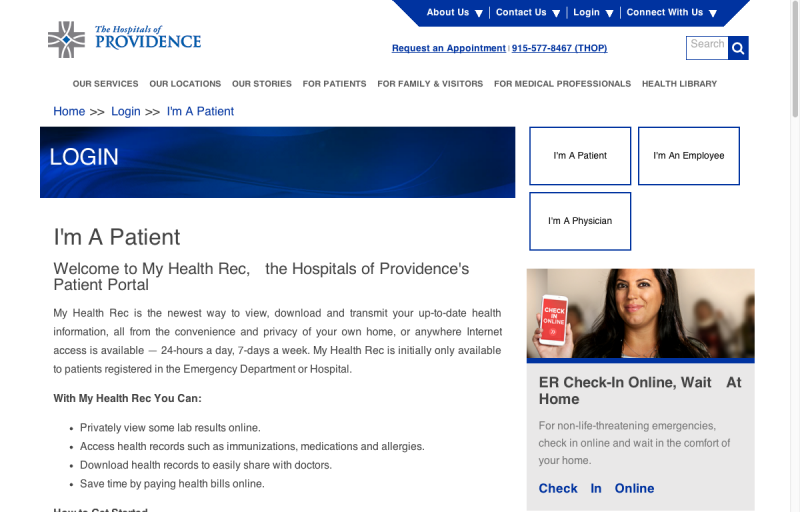 About Us
Contact Us
Login
Connect With Us
The Hospitals of
PROVIDENCE
Request an Appointment | 915-577-8467 (THOP)
Search
OUR SERVICES OUR LOCATIONS OUR STORIES FOR PATIENTS FOR FAMILY & VISITORS FOR MEDICAL PROFESSIONALS HEALTH LIBRARY
Home >> Login >> I'm A Patient
LOGIN
I'm A Patient
I'm An Employee
I'm A Physician
I'm A Patient
Welcome to My Health Rec, the Hospitals of Providence's
Patient Portal
My Health Rec is the newest way to view, download and transmit your up-to-date health
information, all from the convenience and privacy of your own home, or anywhere Internet
access is available — 24-hours a day, 7-days a week. My Health Rec is initially only available
to patients registered in the Emergency Department or Hospital.
With My Health Rec You Can:
• Privately view some lab results online.
• Access health records such as immunizations, medications and allergies.
• Download health records to easily share with doctors.
• Save time by paying health bills online.
How to Get Started
CHECK IN
ONLINE
ER Check-In Online, Wait At
Home
For non-life-threatening emergencies,
check in online and wait in the comfort of
your home.
Check In Online